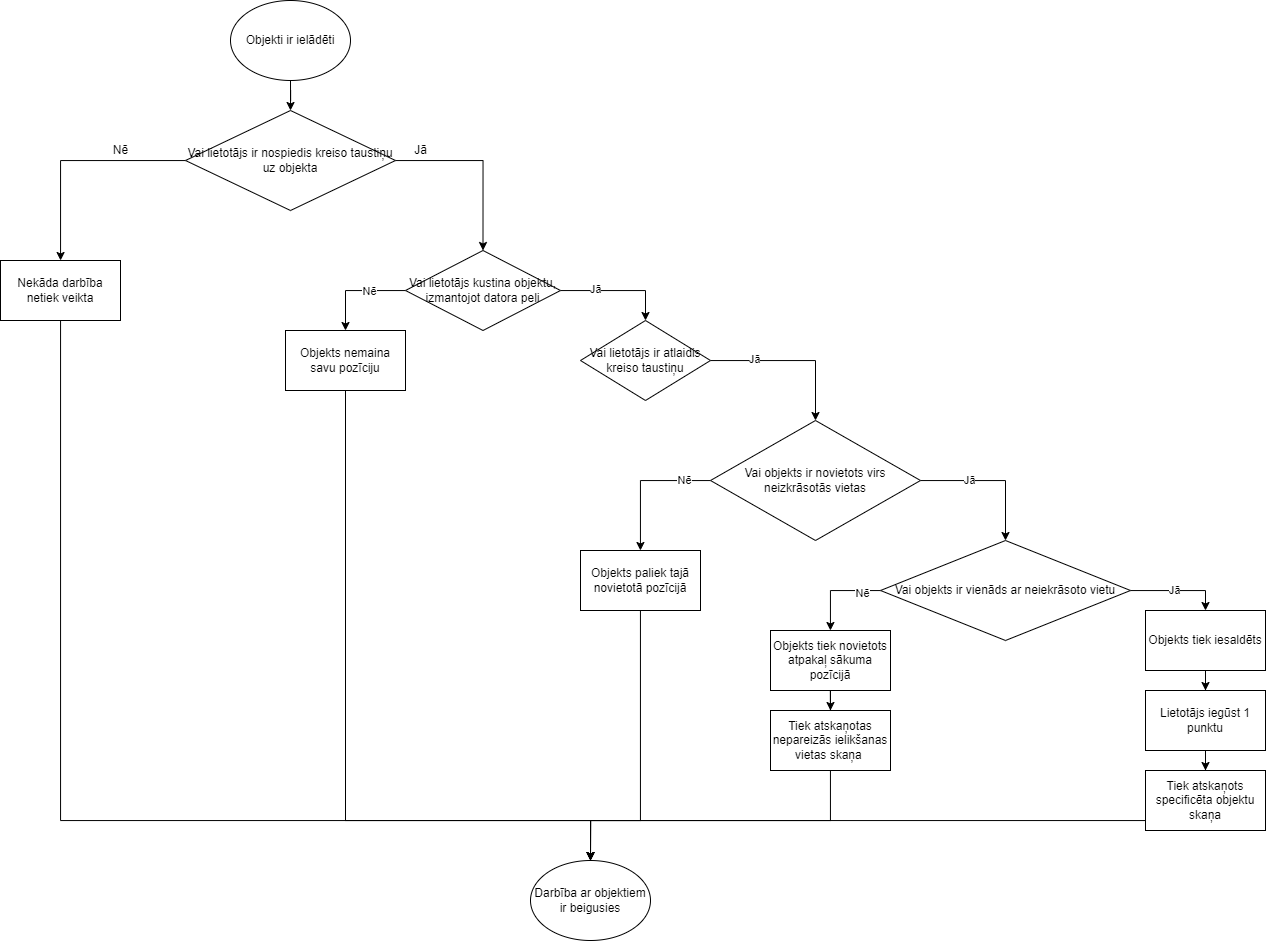 Objekti ir ielādēti
Nē
Jā
Vai lietotājs ir nospiedis kreiso taustiņu
uz objekta
Nekāda darbība
netiek veikta
Vai lietotājs kustina objektu,
izmantojot datora peli
Nē
Jā
Objekts nemaina
savu pozīciju
Vai lietotājs ir atlaidis
kreiso taustiņu
Jā
Vai objekts ir novietots virs
neizkrāsotās vietas
Nē
Jā
Objekts paliek tajā
novietotā pozīcijā
Vai objekts ir vienāds ar neiekrāsoto vietu
Nē
Jā
Objekts tiek novietots
atpakaļ sākuma
pozīcijā
Objekts tiek iesaldēts
Tiek atskaņotas
nepareizās ielikšanas
vietas skaņa
Lietotājs iegūst 1
punktu
Tiek atskaņots
specificēta objektu
skaņa
Darbība ar objektiem
ir beigusies